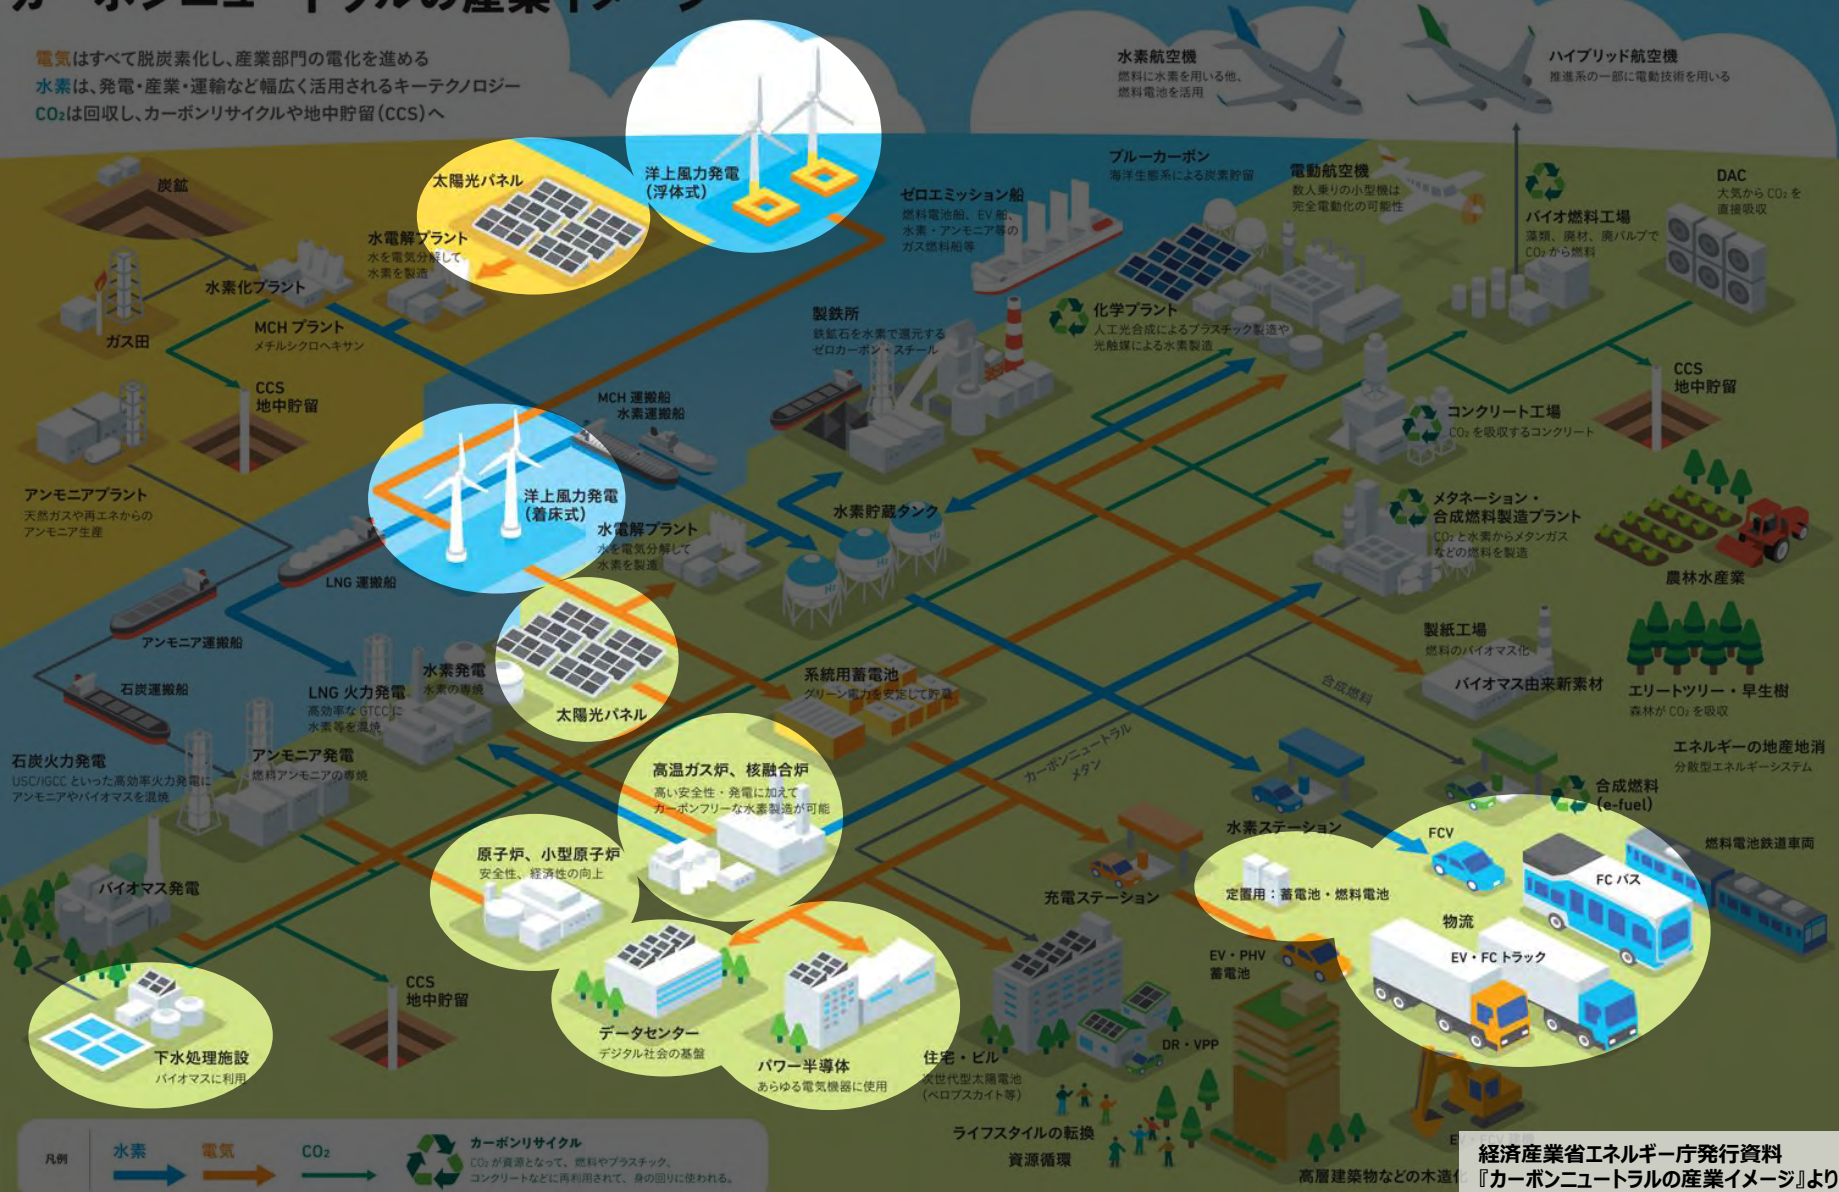 カーボンニュートラルの産業イメージ
電気はすべて脱炭素化し、産業部門の電化を進める
水素は、発電・産業・運輸など幅広く活用されるキーテクノロジー
CO₂は回収し、カーボンリサイクルや地中貯留(CCS)へ
水素航空機
燃料に水素を用いる他、
燃料電池を活用
ハイブリッド航空機
推進系の一部に電動技術を用いる
炭鉱
太陽光パネル
洋上風力発電
(浮体式)
ゼロエミッション船
燃料電池船、EV船、
水素・アンモニア等の
ガス燃料船等
ブルーカーボン
海洋生態系による炭素貯留
電動航空機
数人乗りの小型機は
完全電動化の可能性
バイオ燃料工場
藻類、廃材、廃パルプで
CO₂から燃料
DAC
大気からCO₂を
直接吸収
水電解プラント
水を電気分解して
水素を製造
水素化プラント
ガス田
MCHプラント
メチルシクロヘキサン
製鉄所
鉄鉱石を水素で還元する
ゼロカーボン・スチール
化学プラント
人工光合成によるプラスチック製造や
光触媒による水素製造
CCS
地中貯留
MCH運搬船
水素運搬船
CCS
地中貯留
コンクリート工場
CO₂を吸収するコンクリート
アンモニアプラント
天然ガスや再エネからの
アンモニア生産
洋上風力発電
(着床式)
水電解プラント
水を電気分解して
水素を製造
水素貯蔵タンク
H₂
H₂
H₂
メタネーション・
合成燃料製造プラント
CO₂と水素からメタンガス
などの燃料を製造
農林水産業
LNG運搬船
アンモニア運搬船
石炭運搬船
LNG火力発電
高効率なGTCCに
水素等を混焼
水素発電
水素の専焼
太陽光パネル
系統用蓄電池
グリーン電力を安定して貯蔵
合成燃料
製紙工場
燃料のバイオマス化
バイオマス由来新素材
エリートツリー・早生樹
森林がCO₂を吸収
石炭火力発電
USC/IGCCといった高効率火力発電に
アンモニアやバイオマスを混焼
アンモニア発電
燃料アンモニアの専焼
高温ガス炉、核融合炉
高い安全性・発電に加えて
カーボンフリーな水素製造が可能
カーボンニュートラル
メタン
エネルギーの地産地消
分散型エネルギーシステム
合成燃料
(e-fuel)
水素ステーション
FCV
燃料電池鉄道車両
原子炉、小型原子炉
安全性、経済性の向上
バイオマス発電
充電ステーション
定置用：蓄電池・燃料電池
FCバス
物流
EV・FCトラック
EV・PHV
蓄電池
CCS
地中貯留
データセンター
デジタル社会の基盤
パワー半導体
あらゆる電気機器に使用
住宅・ビル
次世代型太陽電池
(ペロブスカイト等)
DR・VPP
下水処理施設
バイオマスに利用
ライフスタイルの転換
資源循環
高層建築物などの木造化
凡例
水素
電気
CO₂
カーボンリサイクル
CO₂が資源となって、燃料やプラスチック、
コンクリートなどに再利用されて、身の回りに使われる。
経済産業省エネルギー庁発行資料
『カーボンニュートラルの産業イメージ』より